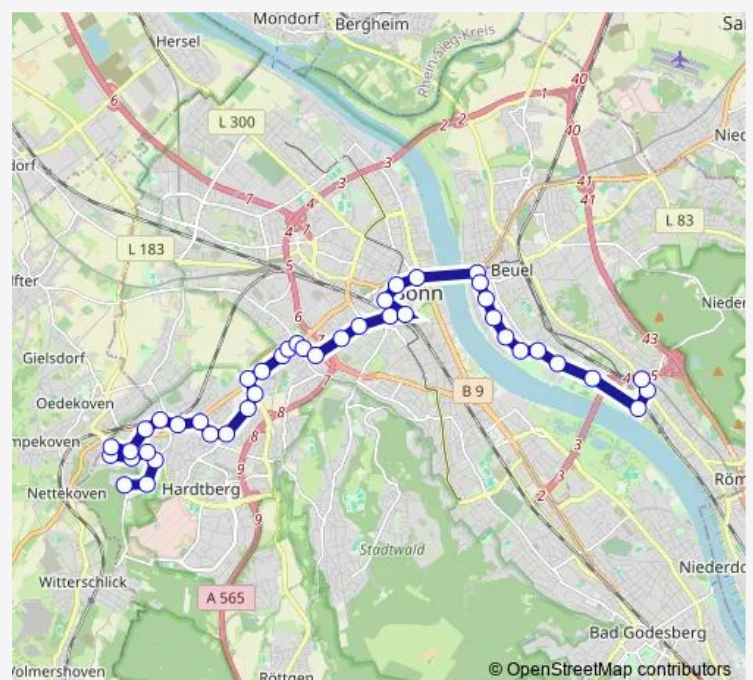 Mondorf
Bergheim
Sa
Hersel
Rhein-Sieg-Kreis
40
6
1
2
2
L 300
40
Nied
dorf
3
3
7
4
41
41
4
7
L 183
5
L 83
Beuel
onn
lfter
Nieder
6
43
Gielsdorf
7
4
5
B 9
7
Oedekoven
8
mpekoven
8
3
9
Nettekoven
Hardtberg
3
2
Röm
9
Stadtwald
Niederdo
Witterschlick
A 565
Bad Godesberg
Volmershoven
Röttgen
© OpenStreetMap contributors